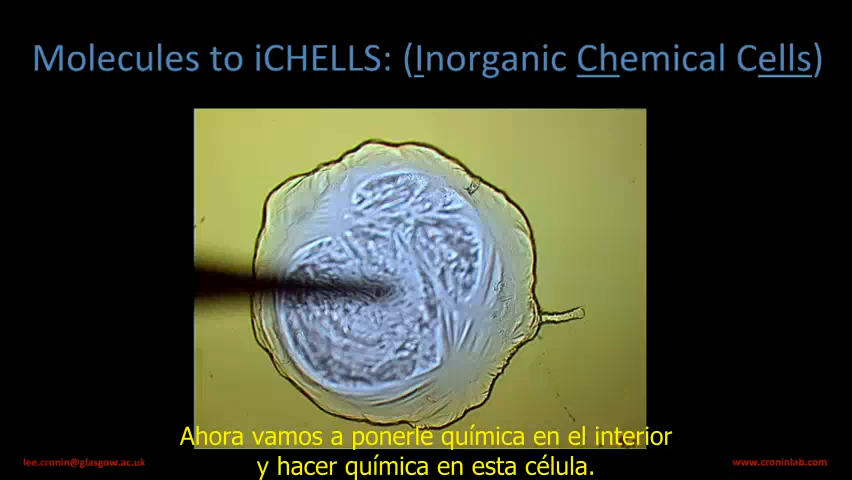 Molecules to iCHELLS: (Inorganic Chemical Cells)
Ahora vamos a ponerle química en el interior
y hacer química en esta célula.
lee.cronin@glasgow.ac.uk
www.croninlab.com